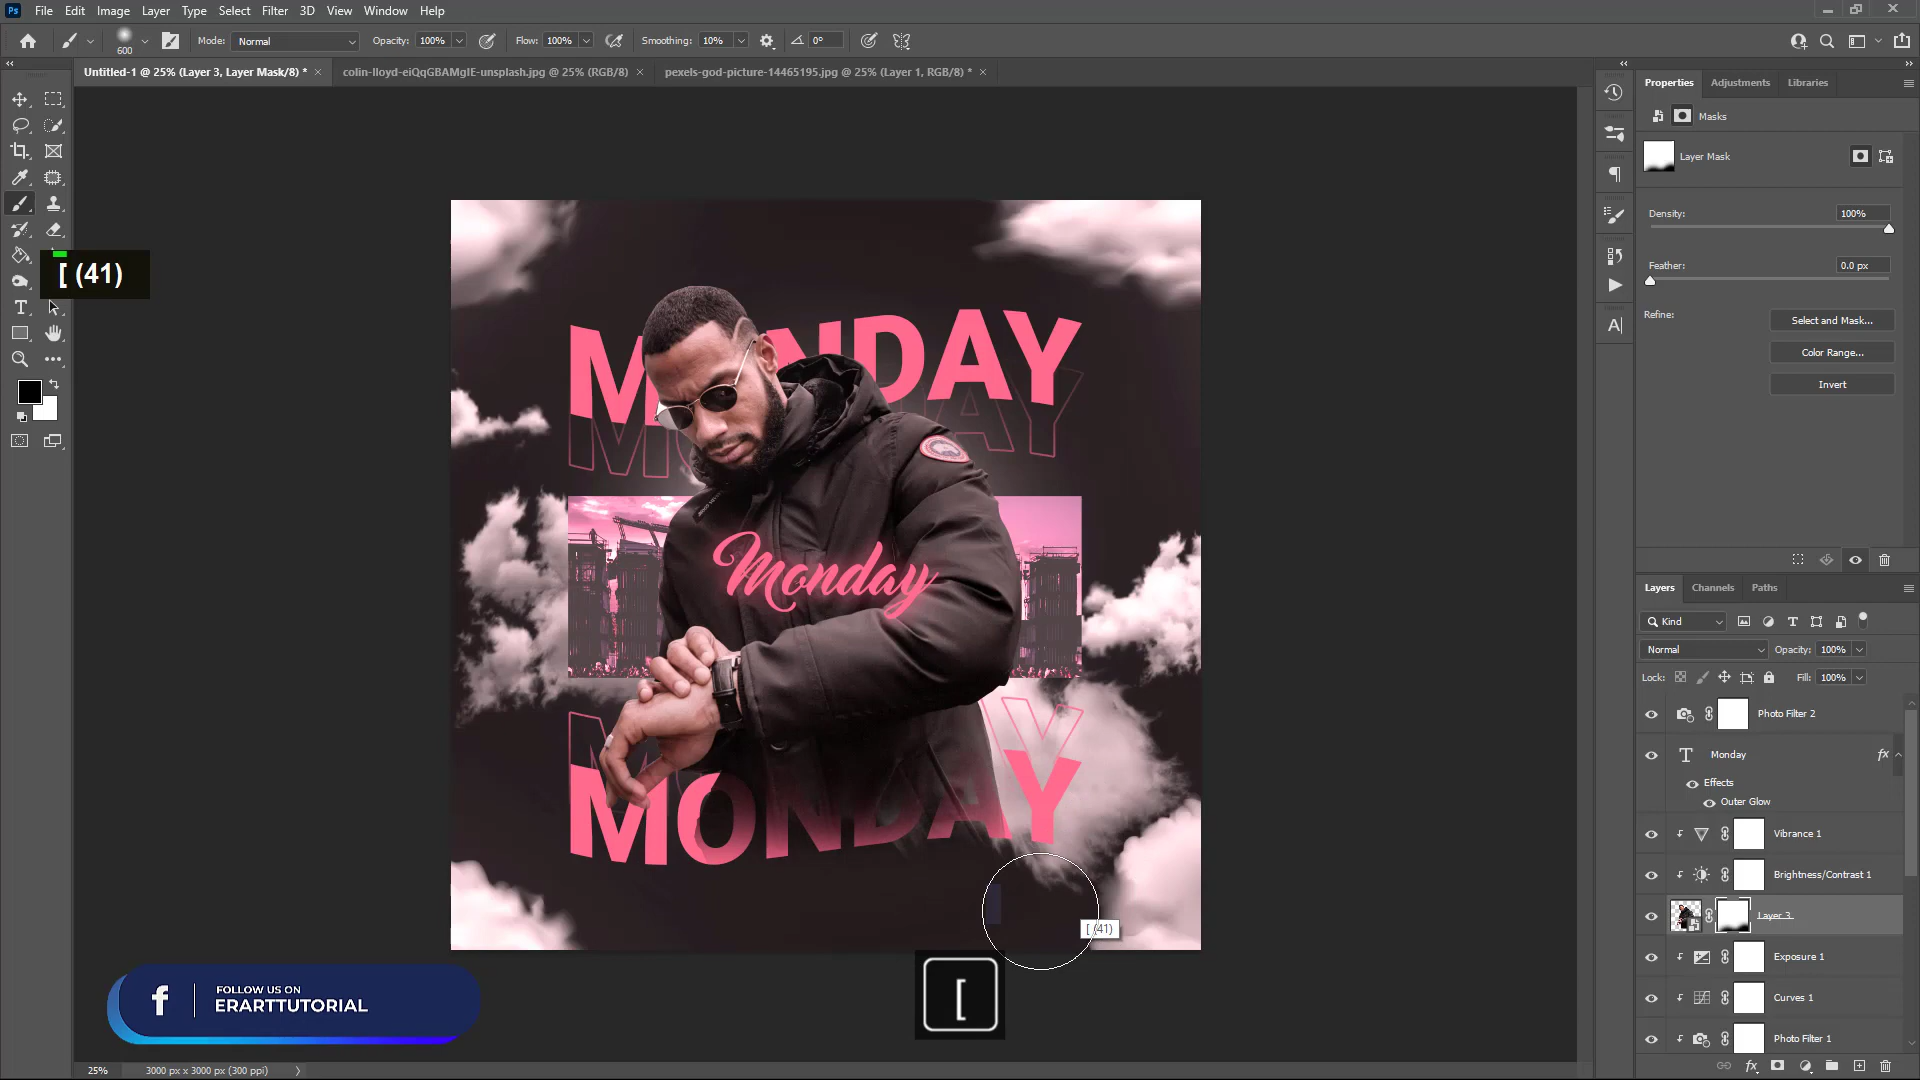 Ps File Edit Image Layer Type Select Filter 3D View Window Help
600 Mode: Normal Opacity: 100% Flow: 100% Smoothing: 10% 0°
Untitled-1 @ 25% (Layer 3, Layer Mask/8) * × colin-lloyd-eiQqGBAMgIE-unsplash.jpg @ 25% (RGB/8) × pexels-god-picture-14465195.jpg @ 25% (Layer 1, RGB/8) * ×
[ (41)
MONDAY
Monday
MONDAY
[ (41)
[
FOLLOW US ON
ERARTTUTORIAL
25% 3000 px x 3000 px (300 ppi)
Properties Adjustments Libraries
Masks
Layer Mask
Density: 100%
Feather: 0.0 px
Refine: Select and Mask...
Color Range...
Invert
Layers Channels Paths
Kind
Normal Opacity: 100%
Lock: Fill: 100%
Photo Filter 2
Monday fx
Effects
Outer Glow
Vibrance 1
Brightness/Contrast 1
Layer 3
Exposure 1
Curves 1
Photo Filter 1